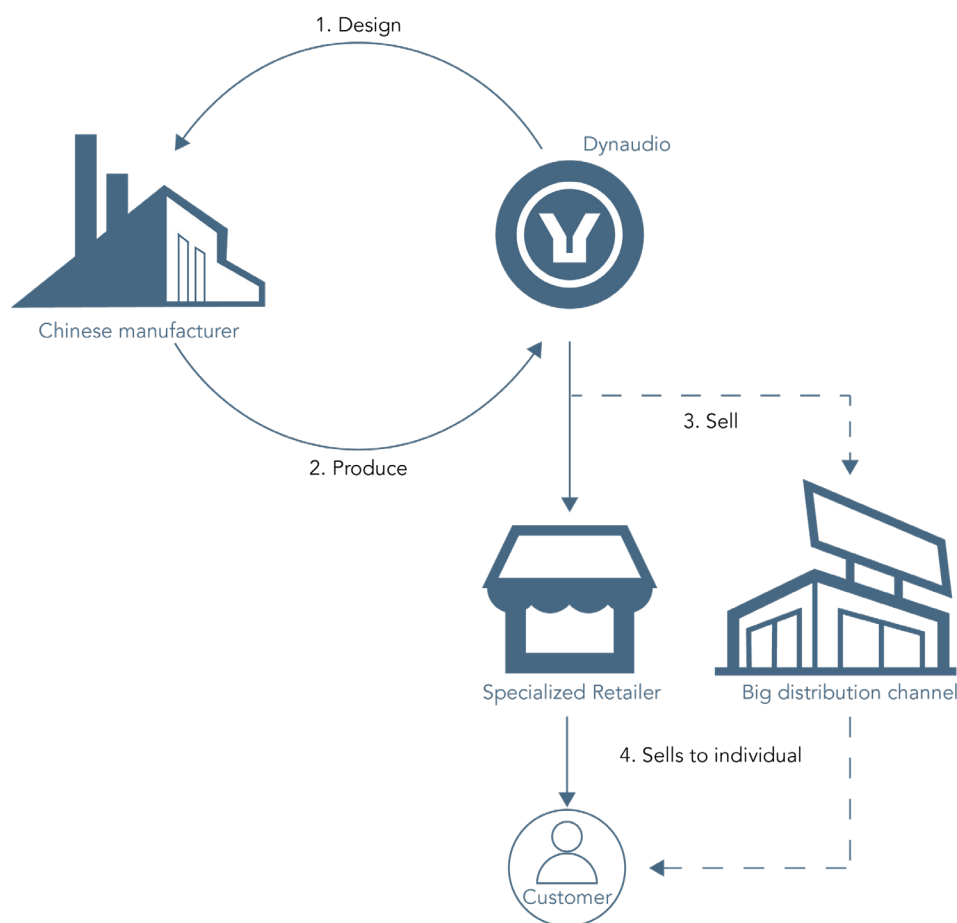 1. Design
Dynaudio
Chinese manufacturer
2. Produce
3. Sell
Specialized Retailer
Big distribution channel
4. Sells to individual
Customer